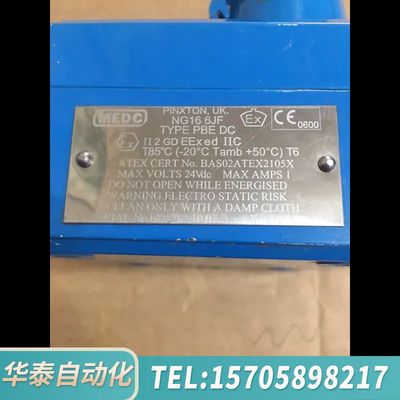 MEDC
PINXTON, UK.
NG16 6JF
TYPE PBE DC
Ex
CE 0600
Ex II 2 GD EExed IIC
T85°C (-20°C Tamb +50°C) T6
ATEX CERT No. BAS02ATEX2105X
MAX VOLTS 24Vdc MAX AMPS 1
DO NOT OPEN WHILE ENERGISED
WARNING ELECTRO STATIC RISK
CLEAN ONLY WITH A DAMP CLOTH
华泰自动化
TEL:15705898217